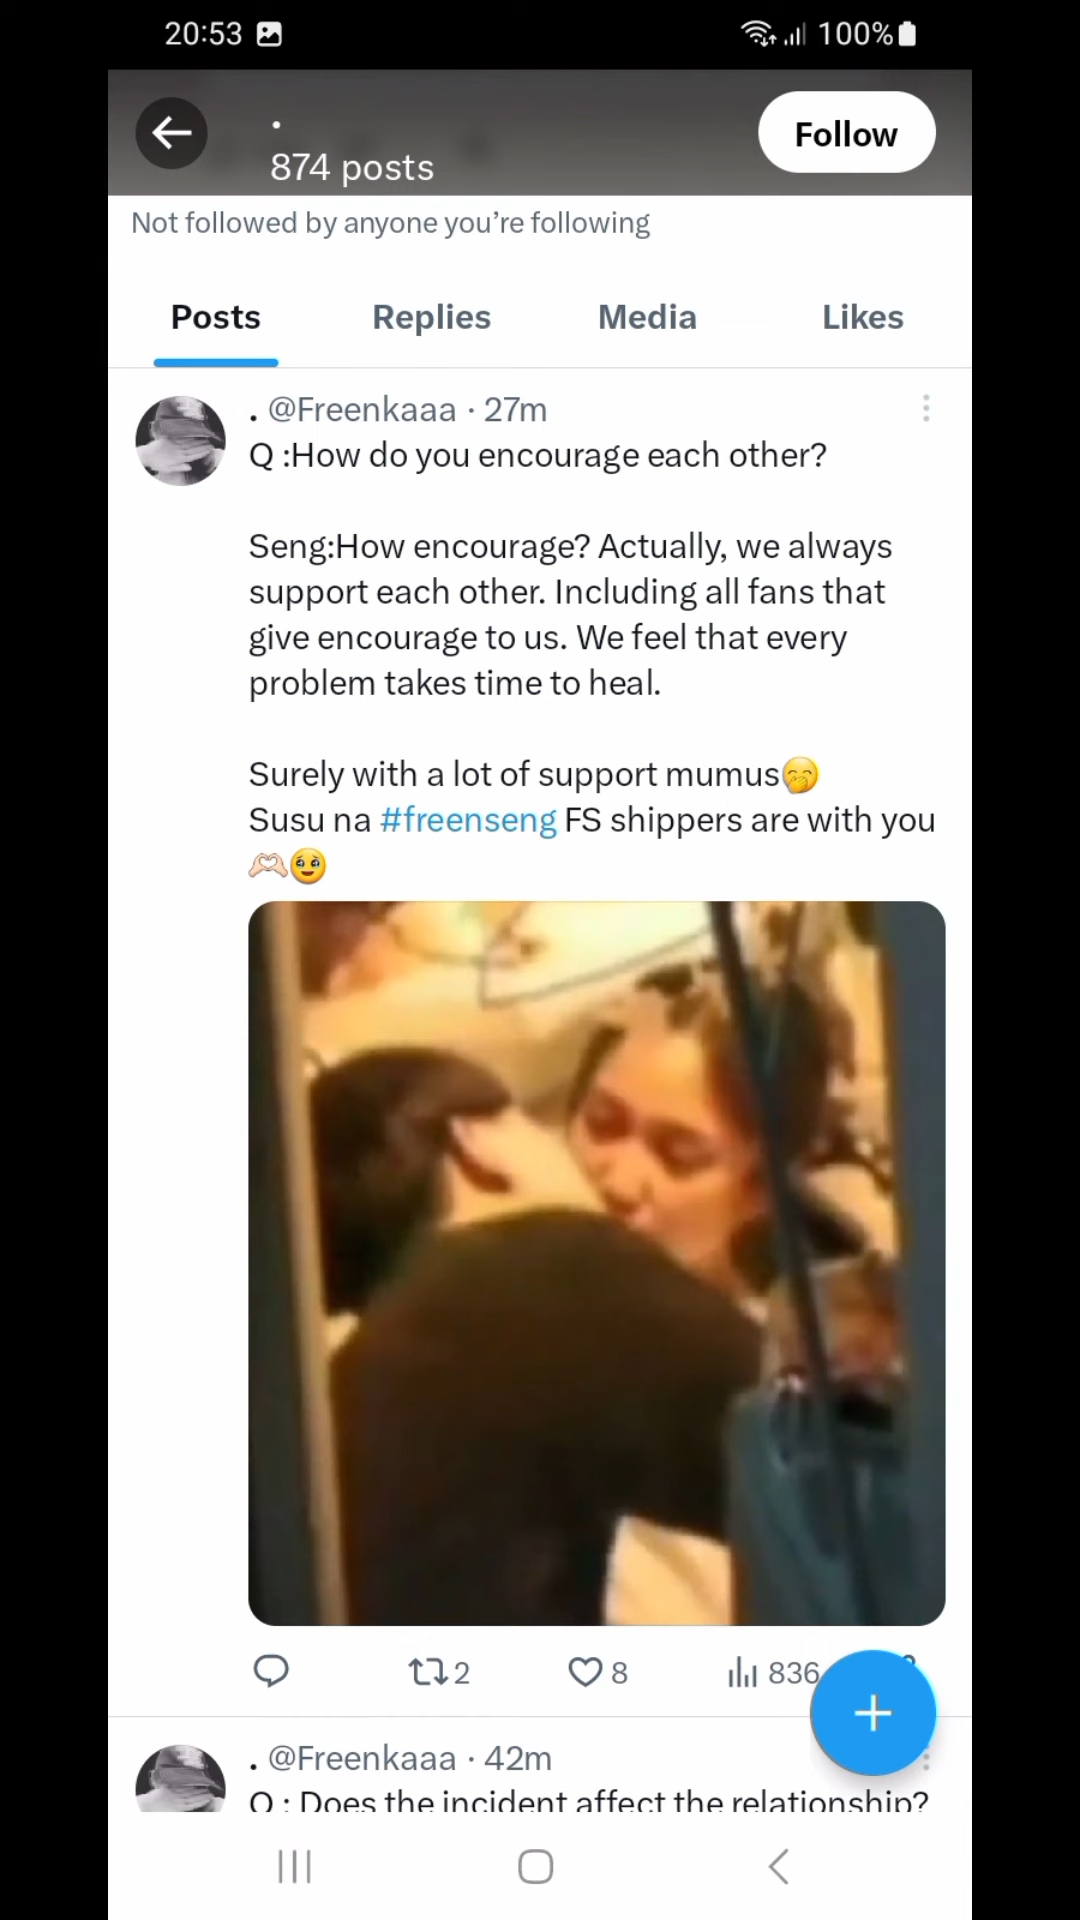 20:53
100%
.
874 posts
Follow
Not followed by anyone you’re following
Posts Replies Media Likes
. @Freenkaaa · 27m
Q :How do you encourage each other?
Seng:How encourage? Actually, we always
support each other. Including all fans that
give encourage to us. We feel that every
problem takes time to heal.
Surely with a lot of support mumus🤭
Susu na #freenseng FS shippers are with you
🫶🏻🥹
2 8 836
. @Freenkaaa · 42m
Q : Does the incident affect the relationship?